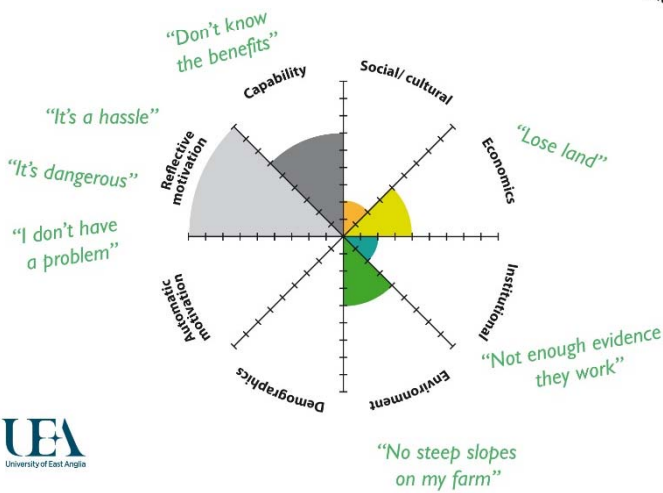 “Don’t know
the benefits”
Capability
Social/ cultural
“It’s a hassle”
Reflective
motivation
“Lose land”
Economics
“It’s dangerous”
“I don’t have
a problem”
Automatic
motivation
Institutional
“Not enough evidence
they work”
Demographics
Environment
“No steep slopes
on my farm”
UEA
University of East Anglia